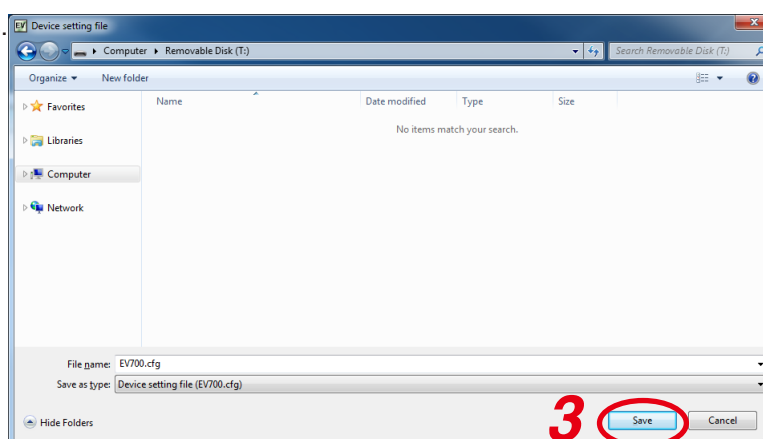 EV Device setting file
Computer Removable Disk (T:) Search Removable Disk (T:)
Organize New folder
Name Date modified Type Size
No items match your search.
Favorites
Libraries
Computer
Network
File name: EV700.cfg
Save as type: Device setting file (EV700.cfg)
Hide Folders 3 Save Cancel